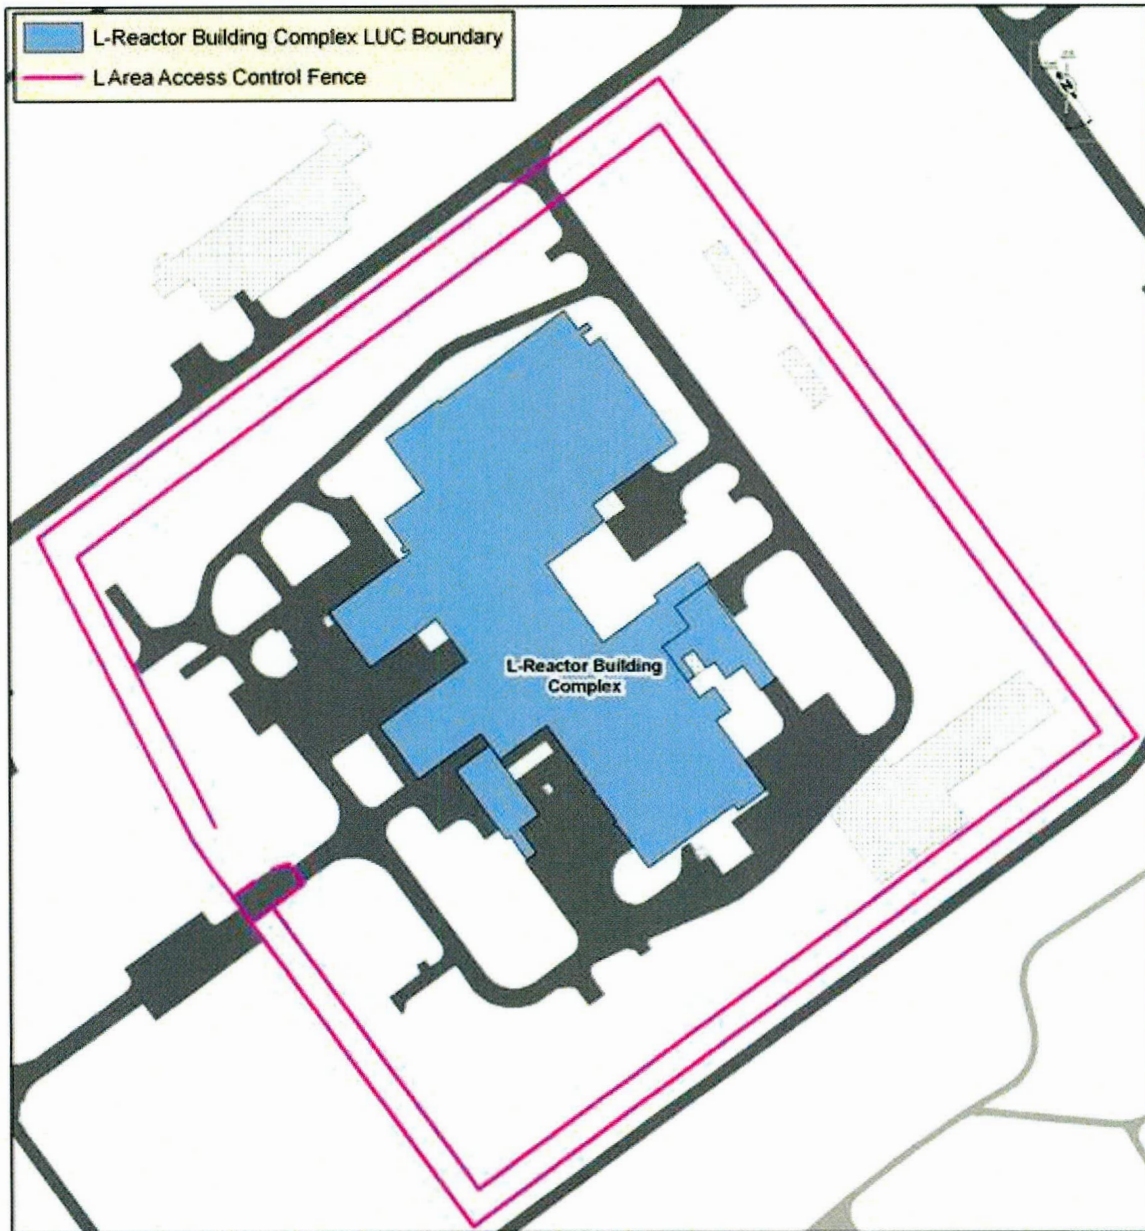 L-Reactor Building Complex LUC Boundary
L Area Access Control Fence
L-Reactor Building
Complex